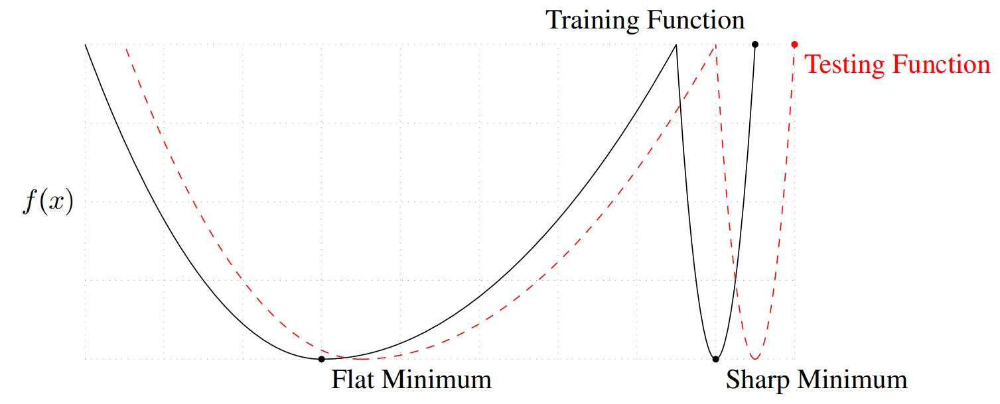 Training Function
Testing Function
f(x)
Flat Minimum
Sharp Minimum